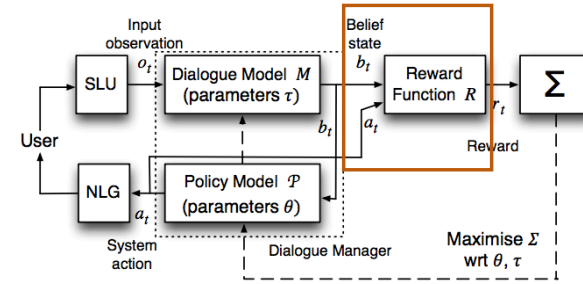 Input
observation
o_t
SLU
Dialogue Model M
(parameters τ)
Belief
state
b_t
Reward
Function R
r_t
Σ
b_t
a_t
Reward
User
NLG
a_t
Policy Model 𝒫
(parameters θ)
System
action
Dialogue Manager
Maximise Σ
wrt θ, τ